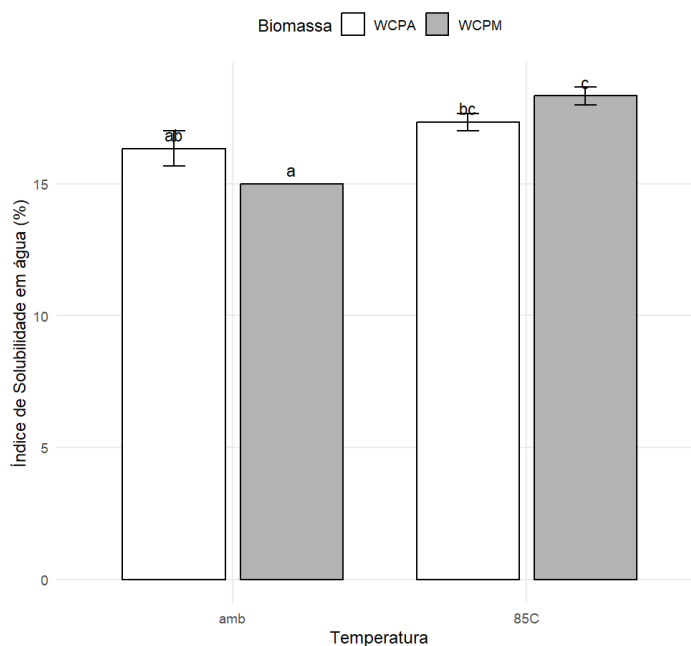 Biomassa WCPA WCPM
Índice de Solubilidade em água (%)
15
10
5
0
ab
a
bc
c
amb
85C
Temperatura